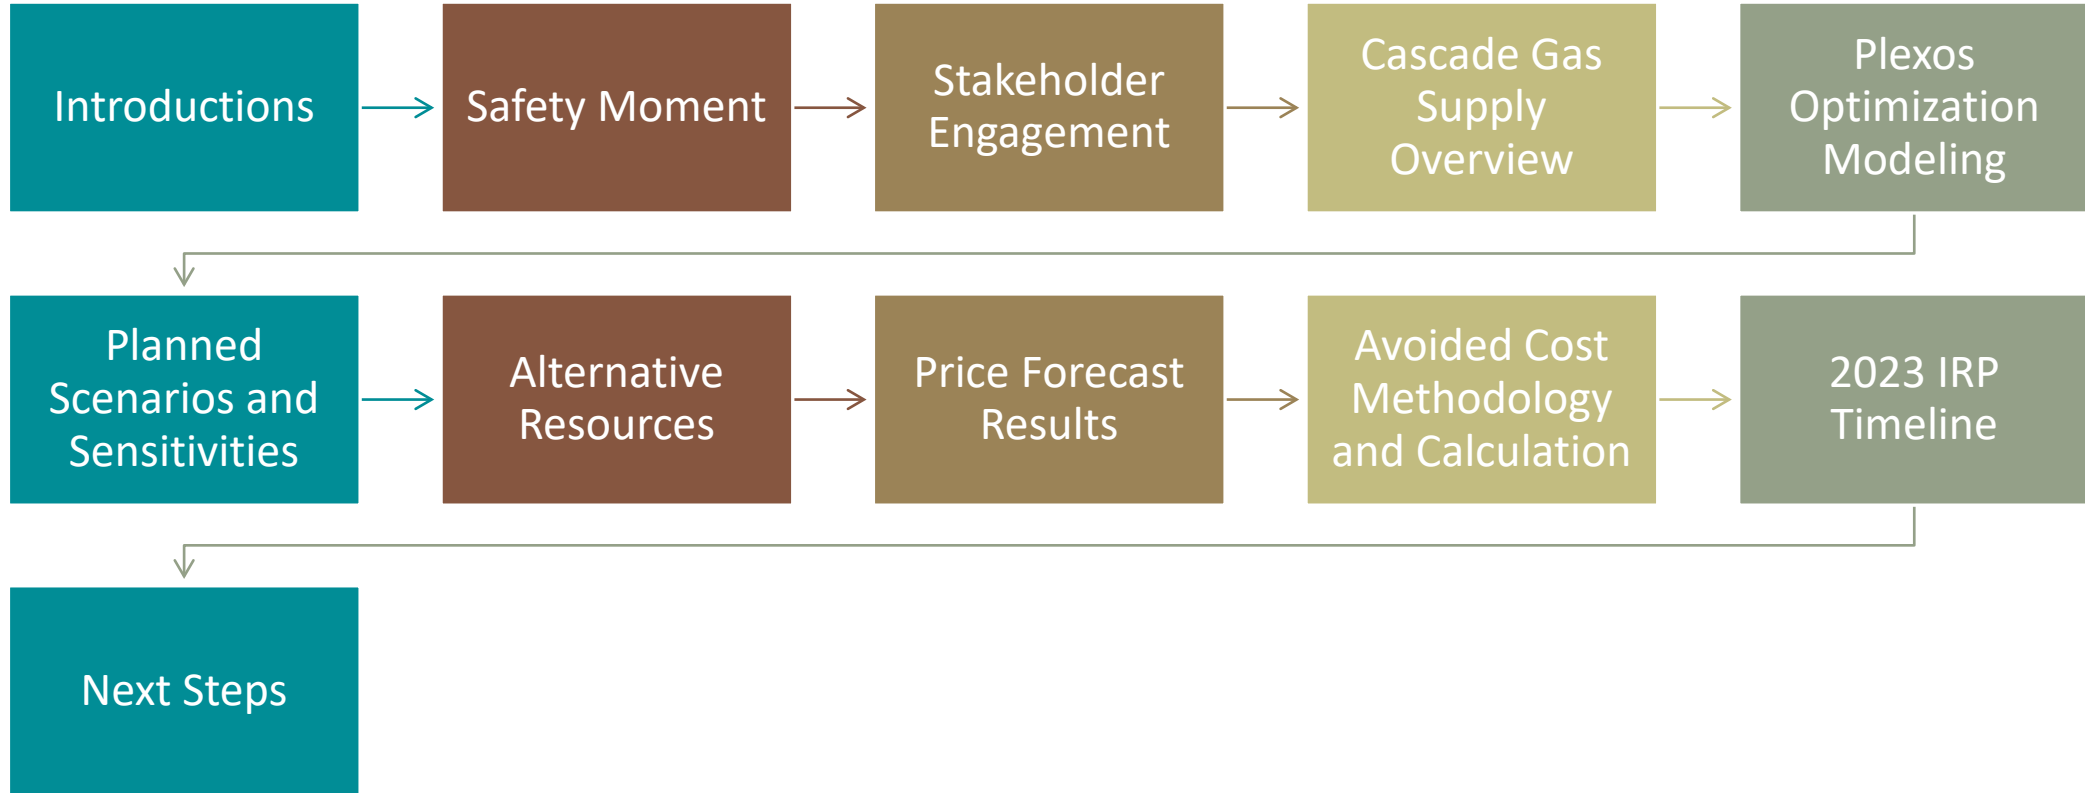 Introductions
Safety Moment
Stakeholder
Engagement
Cascade Gas
Supply
Overview
Plexos
Optimization
Modeling
Planned
Scenarios and
Sensitivities
Alternative
Resources
Price Forecast
Results
Avoided Cost
Methodology
and Calculation
2023 IRP
Timeline
Next Steps